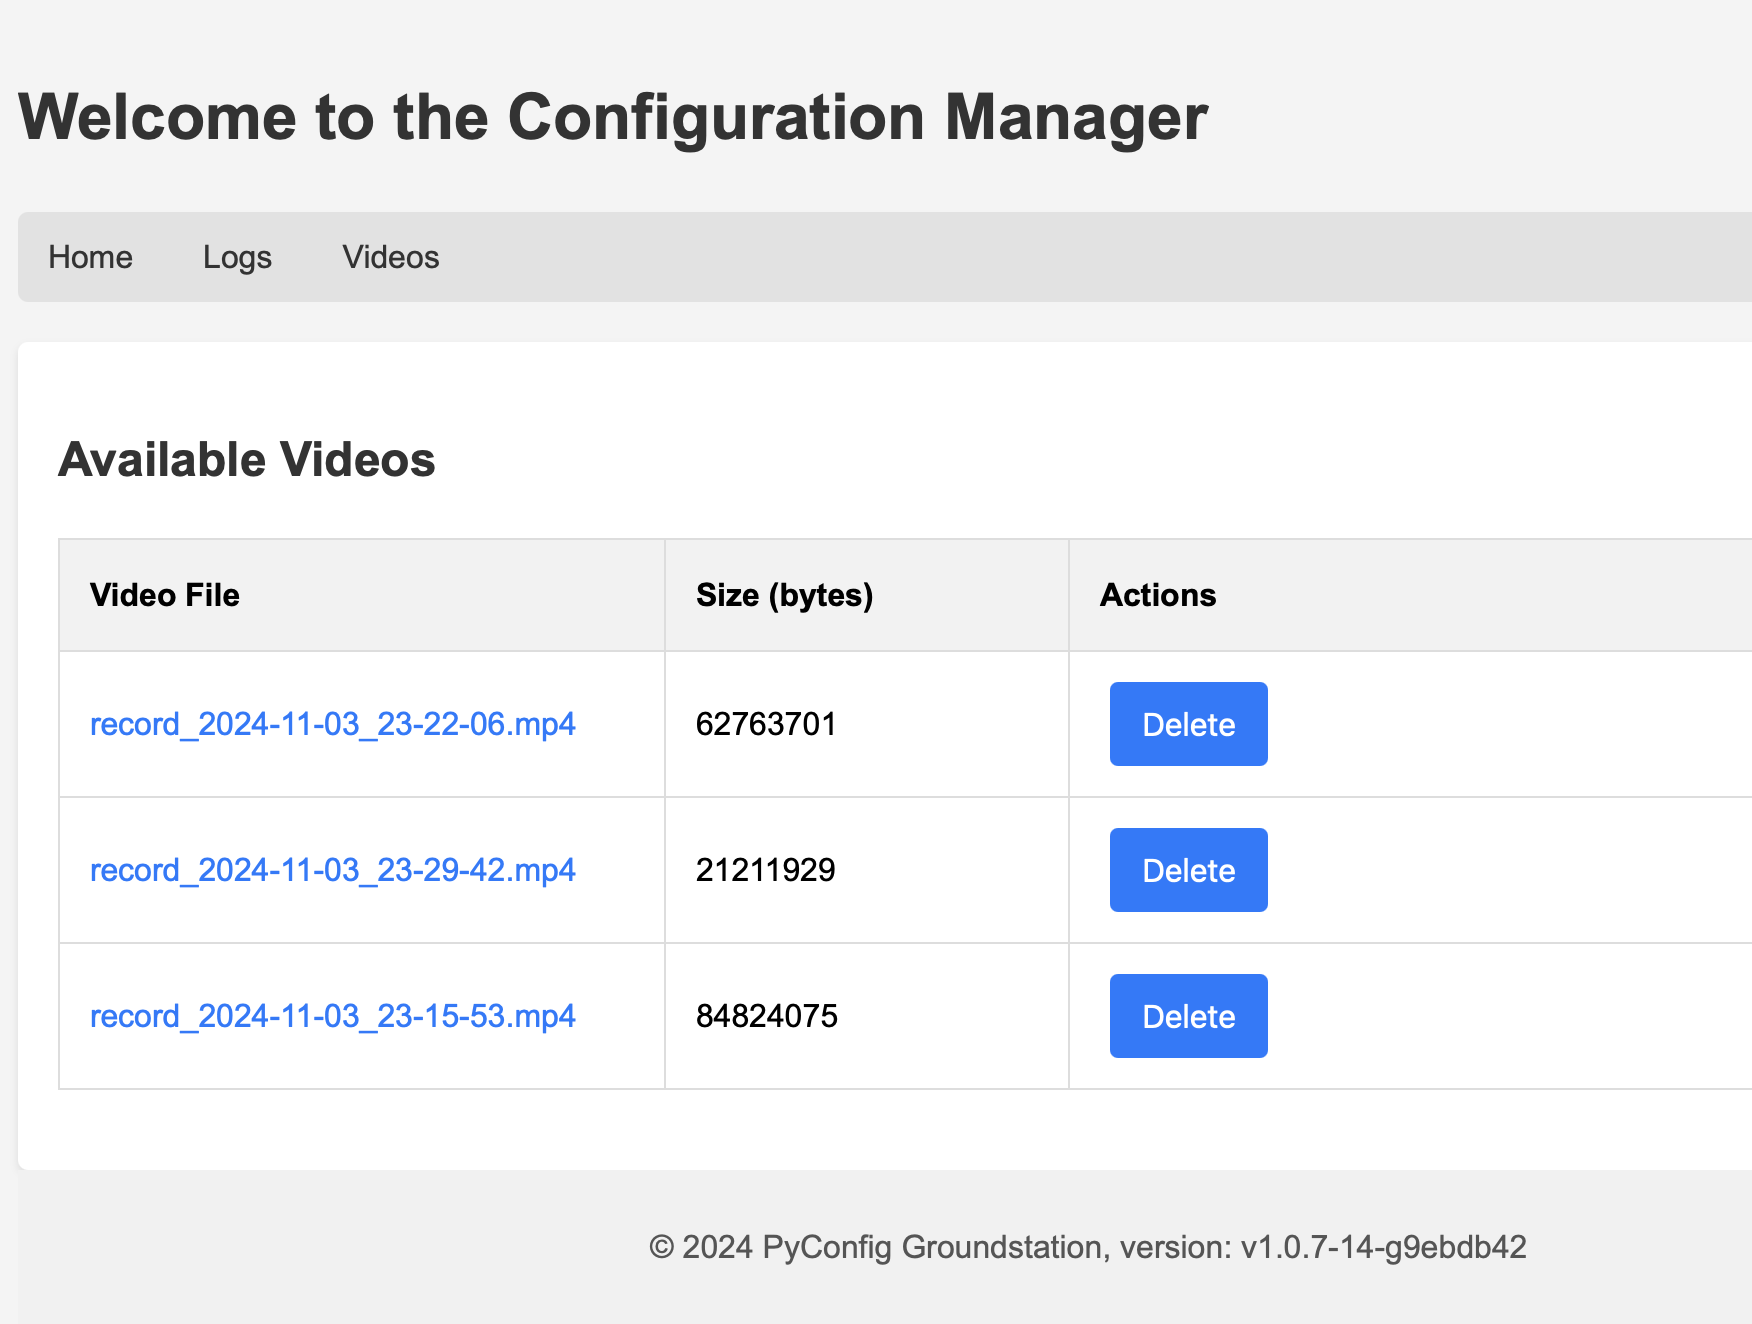 Welcome to the Configuration Manager
Home Logs Videos
Available Videos
Video File Size (bytes) Actions
record_2024-11-03_23-22-06.mp4 62763701 Delete
record_2024-11-03_23-29-42.mp4 21211929 Delete
record_2024-11-03_23-15-53.mp4 84824075 Delete
© 2024 PyConfig Groundstation, version: v1.0.7-14-g9ebdb42